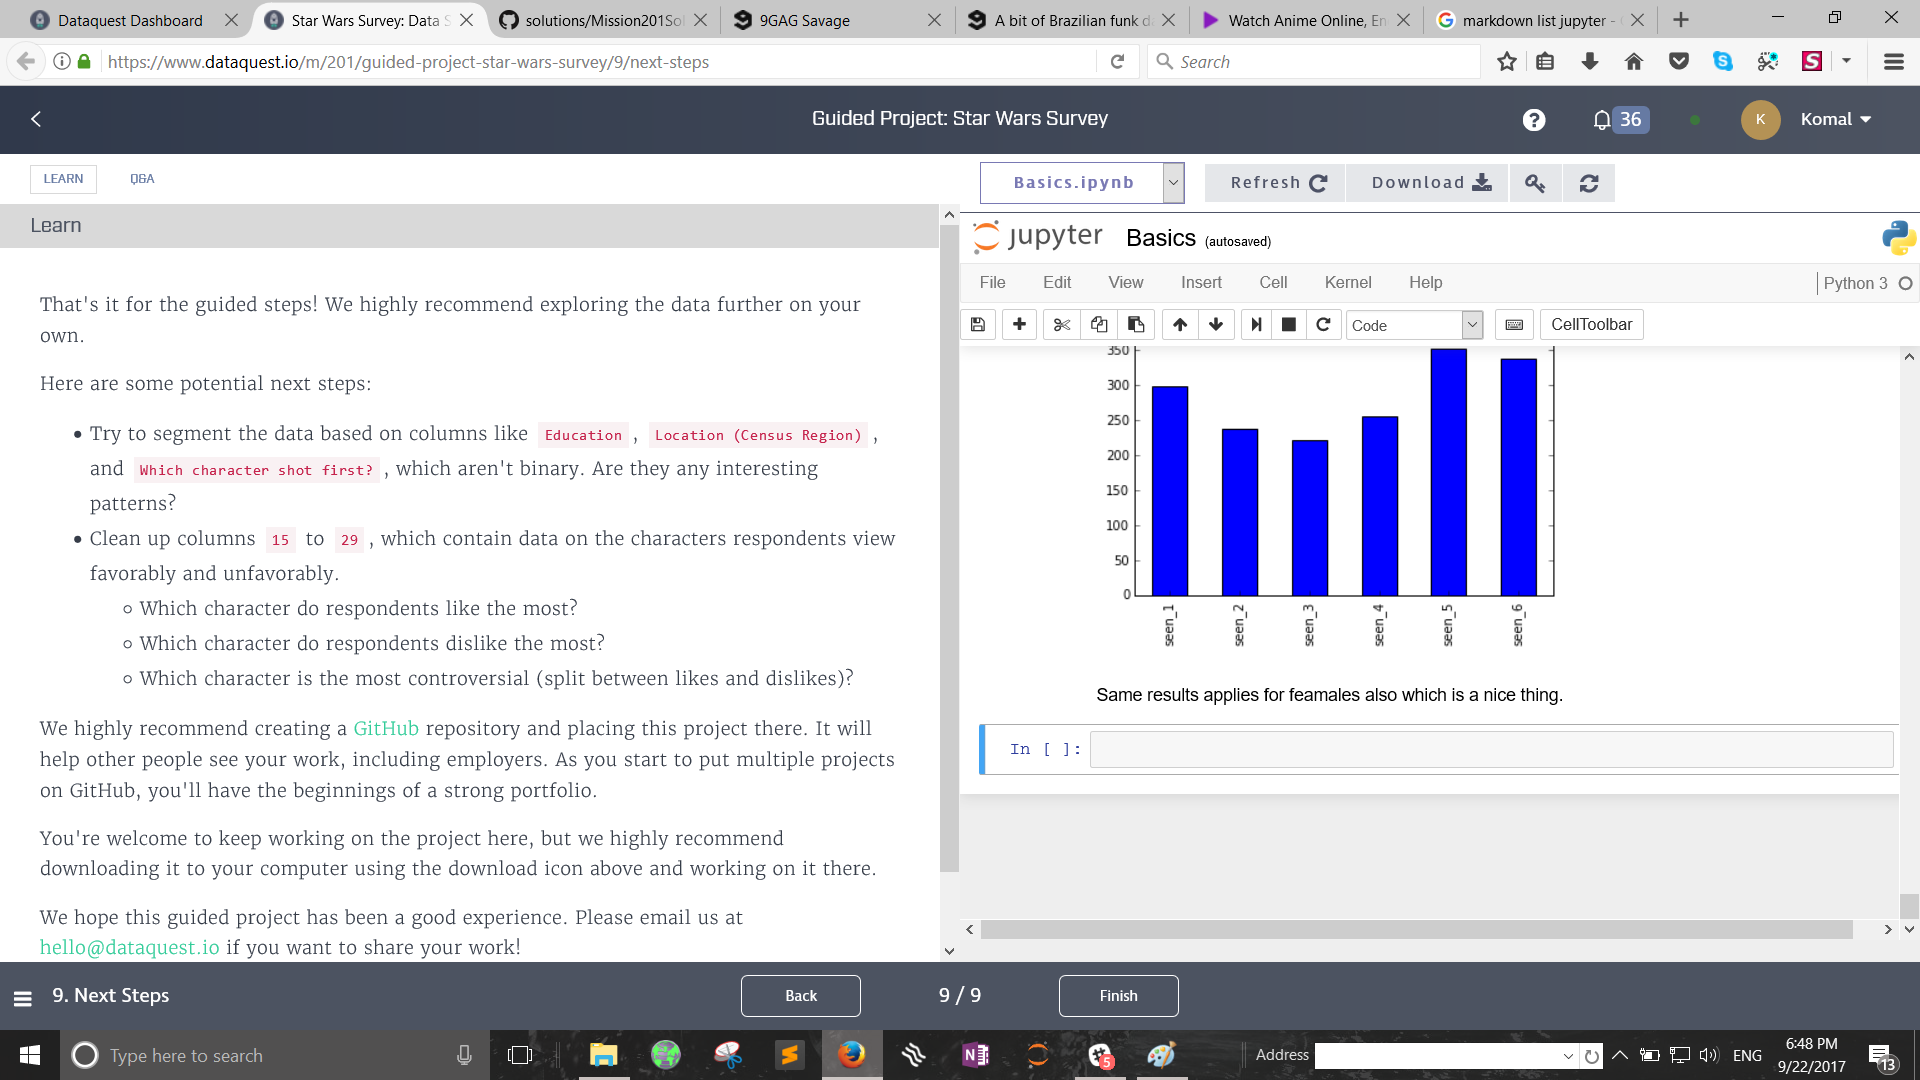 Dataquest Dashboard
Star Wars Survey: Data S
solutions/Mission201Sol
9GAG Savage
A bit of Brazilian funk d
Watch Anime Online, En
markdown list jupyter -
https://www.dataquest.io/m/201/guided-project-star-wars-survey/9/next-steps
Search
Guided Project: Star Wars Survey
36
K
Komal
LEARN
Q&A
Basics.ipynb
Refresh
Download
Learn
jupyter
Basics (autosaved)
File Edit View Insert Cell Kernel Help
Python 3
Code
CellToolbar
That's it for the guided steps! We highly recommend exploring the data further on your
own.
Here are some potential next steps:
Try to segment the data based on columns like Education , Location (Census Region) ,
and Which character shot first? , which aren't binary. Are they any interesting
patterns?
Clean up columns 15 to 29 , which contain data on the characters respondents view
favorably and unfavorably.
Which character do respondents like the most?
Which character do respondents dislike the most?
Which character is the most controversial (split between likes and dislikes)?
We highly recommend creating a GitHub repository and placing this project there. It will
help other people see your work, including employers. As you start to put multiple projects
on GitHub, you'll have the beginnings of a strong portfolio.
You're welcome to keep working on the project here, but we highly recommend
downloading it to your computer using the download icon above and working on it there.
We hope this guided project has been a good experience. Please email us at
hello@dataquest.io if you want to share your work!
350
300
250
200
150
100
50
0
seen_1
seen_2
seen_3
seen_4
seen_5
seen_6
Same results applies for feamales also which is a nice thing.
In [ ]:
9. Next Steps
Back
9 / 9
Finish
Type here to search
N
5
Address
ENG
6:48 PM
9/22/2017
13